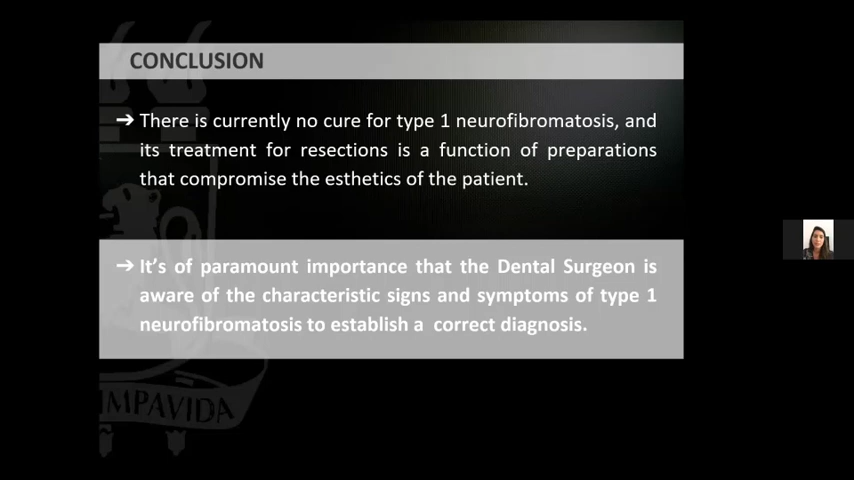 CONCLUSION
➔ There is currently no cure for type 1 neurofibromatosis, and
its treatment for resections is a function of preparations
that compromise the esthetics of the patient.
➔ It's of paramount importance that the Dental Surgeon is
aware of the characteristic signs and symptoms of type 1
neurofibromatosis to establish a correct diagnosis.
IMPAVIDA